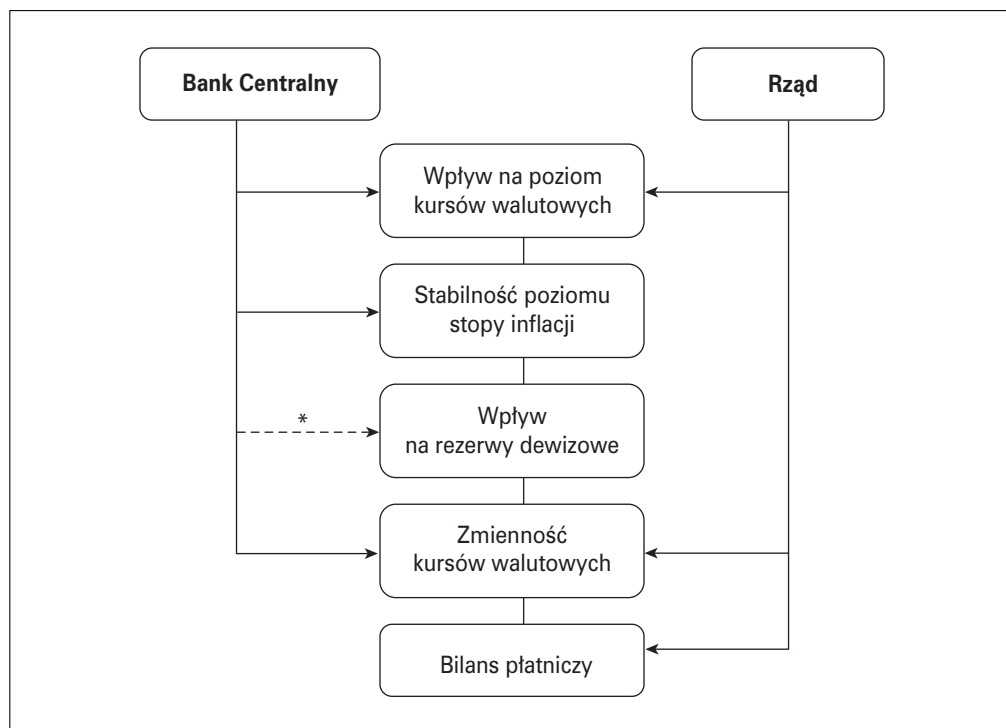 Bank Centralny
Rząd
Wpływ na poziom
kursów walutowych
Stabilność poziomu
stopy inflacji
*
Wpływ
na rezerwy dewizowe
Zmienność
kursów walutowych
Bilans płatniczy